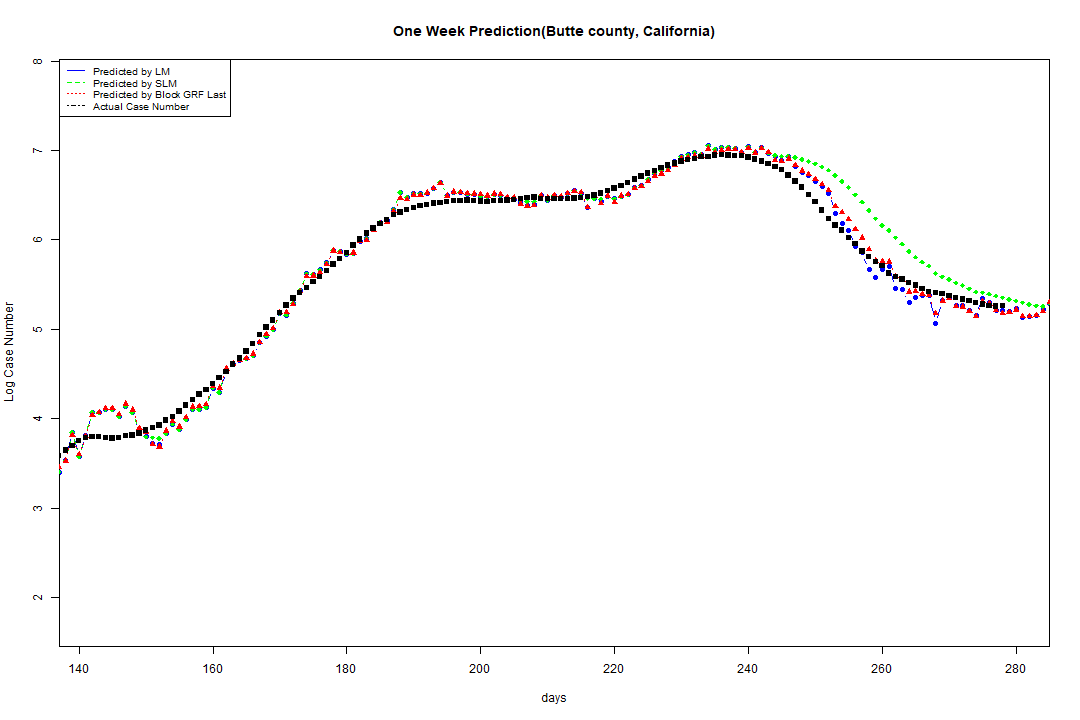 One Week Prediction(Butte county, California)
Predicted by LM
Predicted by SLM
Predicted by Block GRF Last
Actual Case Number
8
7
6
5
4
3
2
Log Case Number
140 160 180 200 220 240 260 280
days